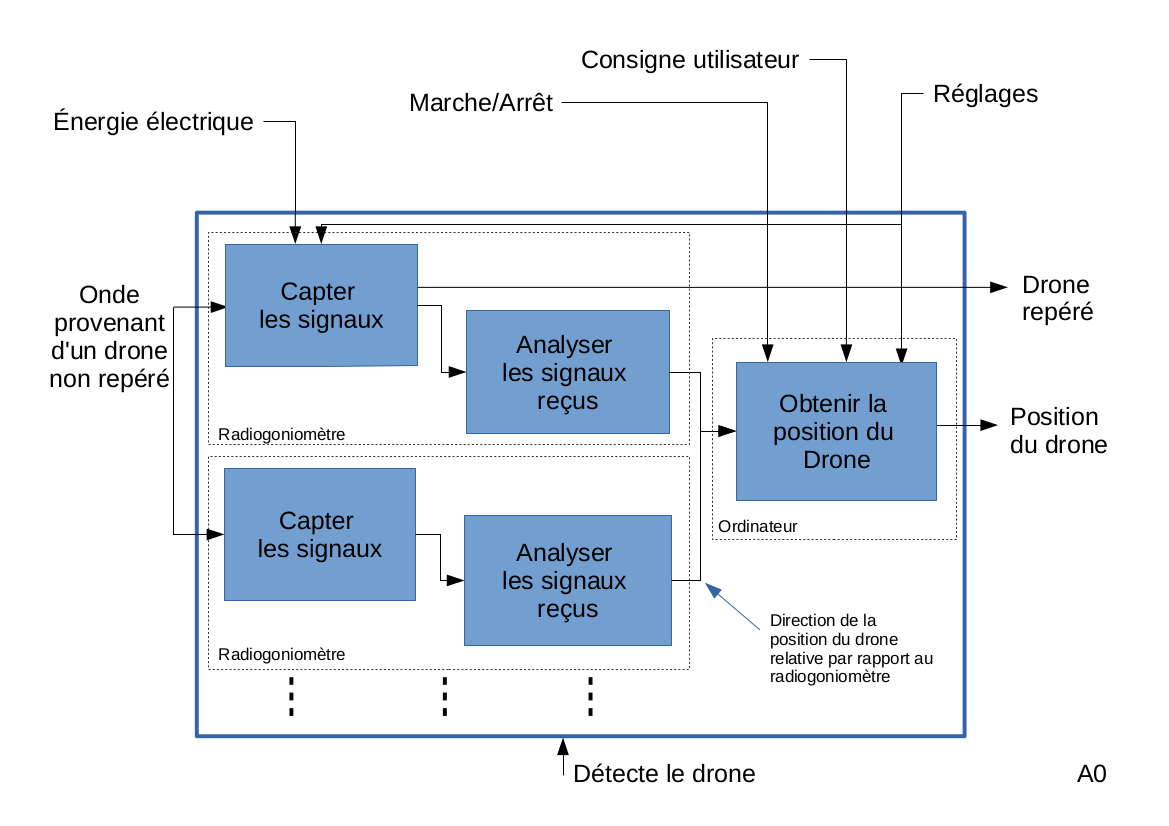 Consigne utilisateur
Réglages
Marche/Arrêt
Énergie électrique
Onde
provenant
d'un drone
non repéré
Capter
les signaux
Drone
repéré
Analyser
les signaux
reçus
Obtenir la
position du
Drone
Position
du drone
Radiogoniomètre
Ordinateur
Capter
les signaux
Analyser
les signaux
reçus
Radiogoniomètre
Direction de la
position du drone
relative par rapport au
radiogoniomètre
Détecte le drone
A0